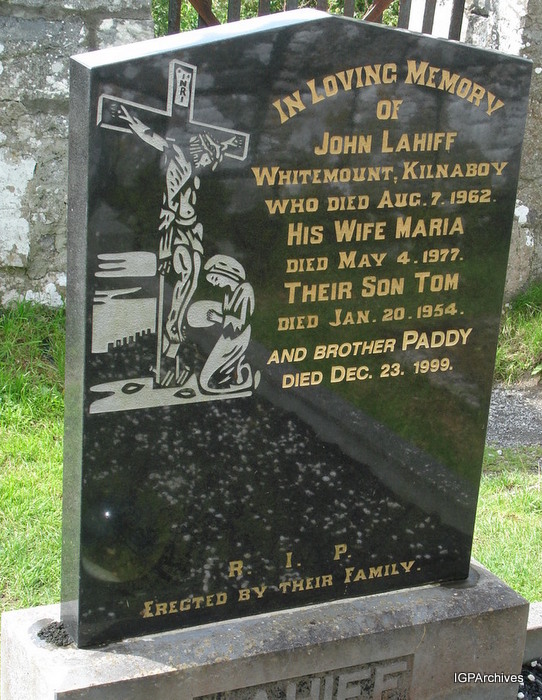 INRI
IN LOVING MEMORY
OF
JOHN LAHIFF
WHITEMOUNT, KILNABOY
WHO DIED AUG. 7. 1962.
HIS WIFE MARIA
DIED MAY 4. 1977.
THEIR SON TOM
DIED JAN. 20. 1954.
AND BROTHER PADDY
DIED DEC. 23. 1999.
R. I. P.
ERECTED BY THEIR FAMILY.
LAHIFF
IGPArchives